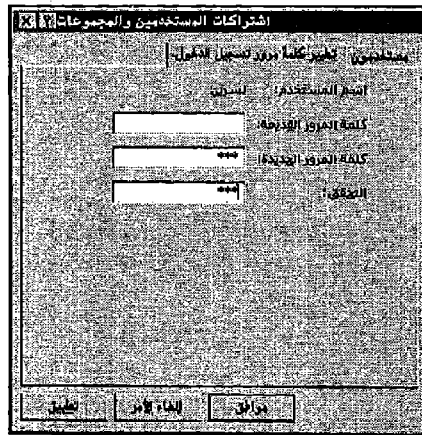 اشتراكات المستخدمين والمجموعات
مستخدمون تغيير كلمة مرور تسجيل الدخول
اسم المستخدم: نسرين
كلمة المرور القديمة:
كلمة المرور الجديدة: ***
التحقق: ***
موافق إلغاء الأمر تطبيق